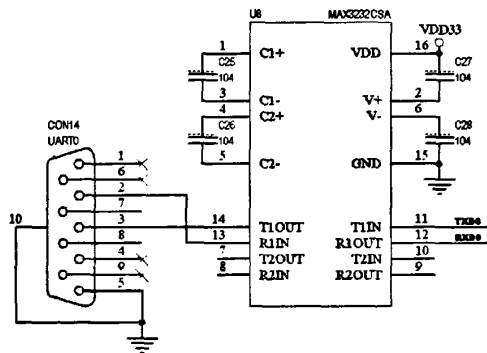 U8 MAX3232CSA
VDD33
1 C1+ VDD 16
C25 104
C27 104
3 C1- V+ 2
4 C2+ V- 6
C26 104
C28 104
5 C2- GND 15
CON14
UART0
1
6
2
7
3
8
4
9
5
10
14 T1OUT T1IN 11 TXD0
13 R1IN R1OUT 12 RXD0
7 T2OUT T2IN 10
8 R2IN R2OUT 9